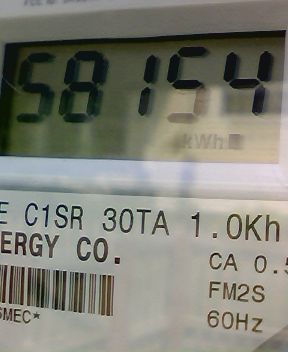 58154
kWh
E C1SR 30TA 1.0Kh
ERGY CO.
CA 0.5
FM2S
SMEC*
60Hz